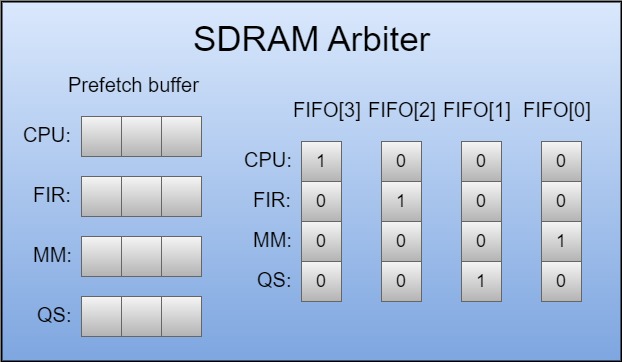 SDRAM Arbiter
Prefetch buffer
CPU:
FIR:
MM:
QS:
FIFO[3] FIFO[2] FIFO[1] FIFO[0]
CPU: 1 0 0 0
FIR: 0 1 0 0
MM: 0 0 0 1
QS: 0 0 1 0